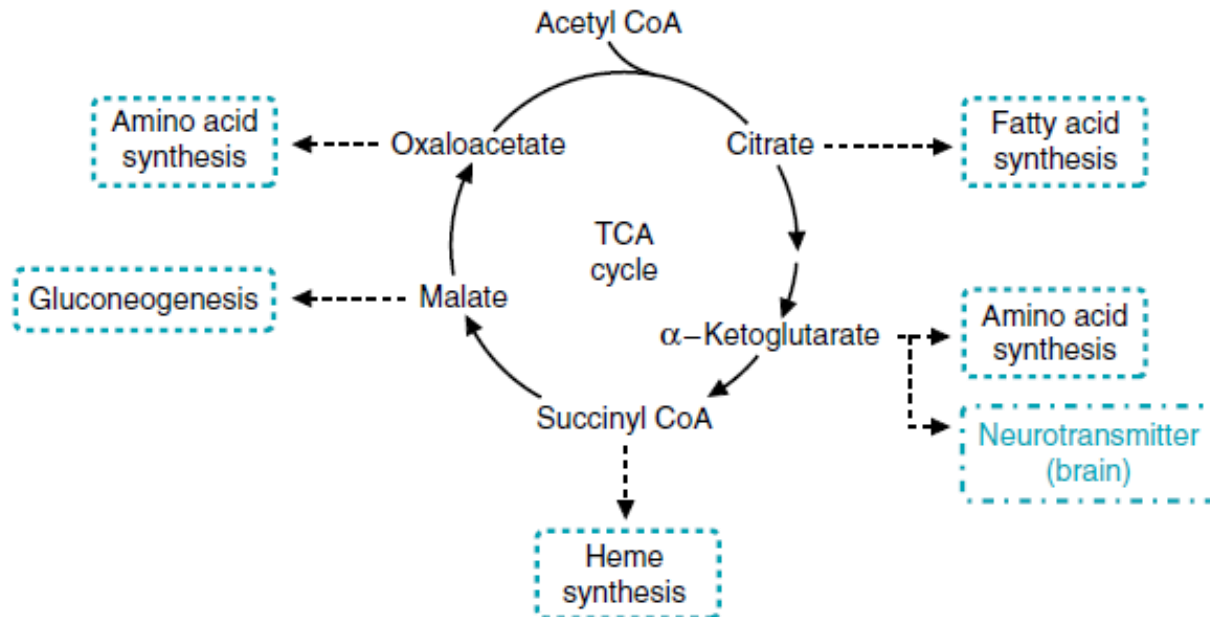 Acetyl CoA
Amino acid
synthesis
Oxaloacetate
Citrate
Fatty acid
synthesis
TCA
cycle
Gluconeogenesis
Malate
α–Ketoglutarate
Amino acid
synthesis
Succinyl CoA
Neurotransmitter
(brain)
Heme
synthesis